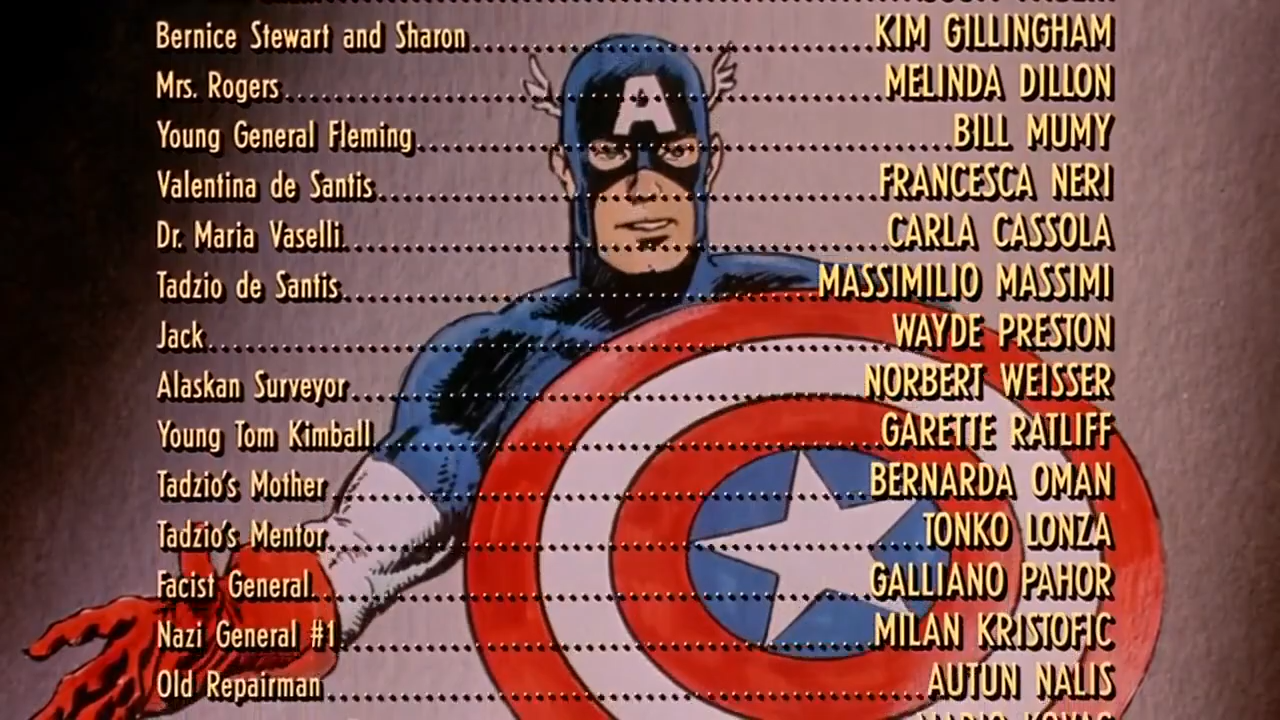 Bernice Stewart and Sharon........................KIM GILLINGHAM
Mrs. Rogers........................MELINDA DILLON
Young General Fleming........................BILL MUMY
Valentina de Santis........................FRANCESCA NERI
Dr. Maria Vaselli........................CARLA CASSOLA
Tadzio de Santis........................MASSIMILIO MASSIMI
Jack........................WAYDE PRESTON
Alaskan Surveyor........................NORBERT WEISSER
Young Tom Kimball........................GARETTE RATLIFF
Tadzio's Mother........................BERNARDA OMAN
Tadzio's Mentor........................TONKO LONZA
Facist General........................GALLIANO PAHOR
Nazi General #1........................MILAN KRISTOFIC
Old Repairman........................AUTUN NALIS